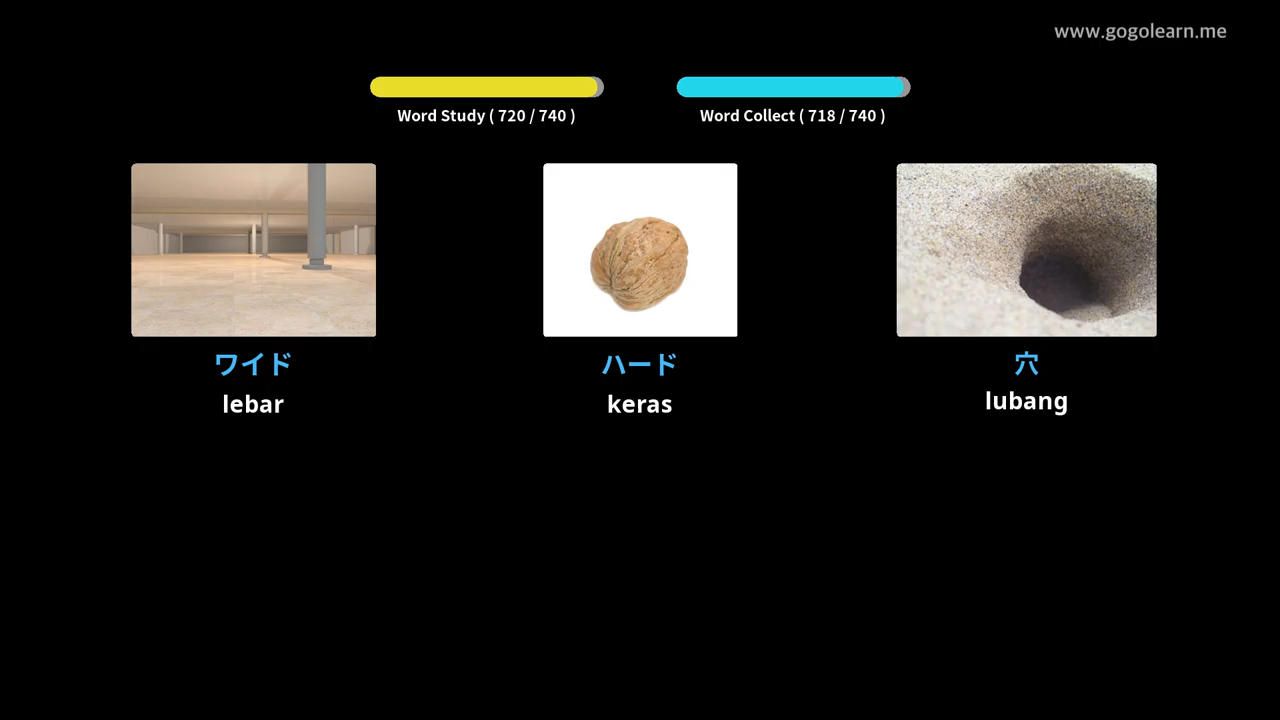 www.gogolearn.me
Word Study ( 720 / 740 )
Word Collect ( 718 / 740 )
ワイド
ハード
穴
lebar
keras
lubang